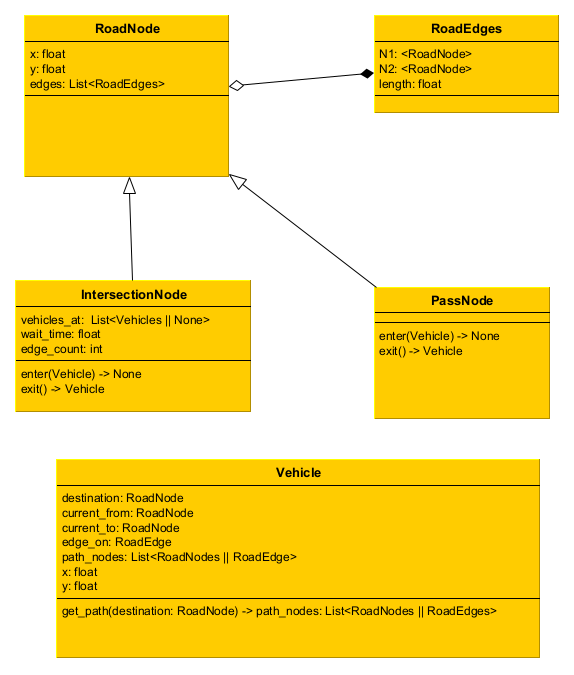 RoadNode
x: float
y: float
edges: List<RoadEdges>
RoadEdges
N1: <RoadNode>
N2: <RoadNode>
length: float
IntersectionNode
vehicles_at:  List<Vehicles || None>
wait_time: float
edge_count: int
enter(Vehicle) -> None
exit() -> Vehicle
PassNode
enter(Vehicle) -> None
exit() -> Vehicle
Vehicle
destination: RoadNode
current_from: RoadNode
current_to: RoadNode
edge_on: RoadEdge
path_nodes: List<RoadNodes || RoadEdge>
x: float
y: float
get_path(destination: RoadNode) -> path_nodes: List<RoadNodes || RoadEdges>